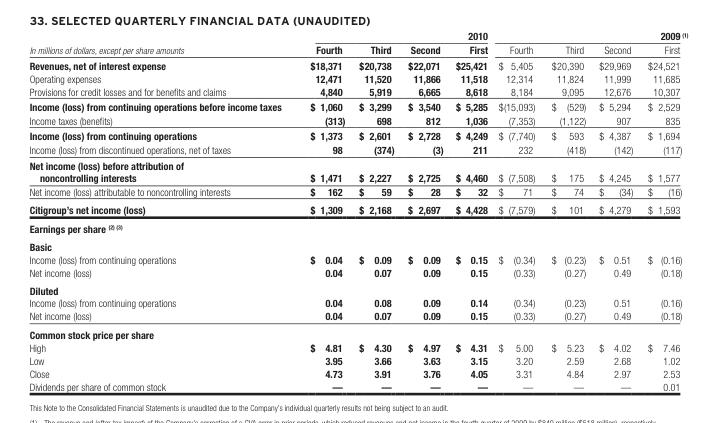 33. SELECTED QUARTERLY FINANCIAL DATA (UNAUDITED)
2010 2009 (1)
In millions of dollars, except per share amounts Fourth Third Second First Fourth Third Second First
Revenues, net of interest expense $18,371 $20,738 $22,071 $25,421 $ 5,405 $20,390 $29,969 $24,521
Operating expenses 12,471 11,520 11,866 11,518 12,314 11,824 11,999 11,685
Provisions for credit losses and for benefits and claims 4,840 5,919 6,665 8,618 8,184 9,095 12,676 10,307
Income (loss) from continuing operations before income taxes $ 1,060 $ 3,299 $ 3,540 $ 5,285 $(15,093) $ (529) $ 5,294 $ 2,529
Income taxes (benefits) (313) 698 812 1,036 (7,353) (1,122) 907 835
Income (loss) from continuing operations $ 1,373 $ 2,601 $ 2,728 $ 4,249 $ (7,740) $ 593 $ 4,387 $ 1,694
Income (loss) from discontinued operations, net of taxes 98 (374) (3) 211 232 (418) (142) (117)
Net income (loss) before attribution of
noncontrolling interests $ 1,471 $ 2,227 $ 2,725 $ 4,460 $ (7,508) $ 175 $ 4,245 $ 1,577
Net income (loss) attributable to noncontrolling interests $ 162 $ 59 $ 28 $ 32 $ 71 $ 74 $ (34) $ (16)
Citigroup's net income (loss) $ 1,309 $ 2,168 $ 2,697 $ 4,428 $ (7,579) $ 101 $ 4,279 $ 1,593
Earnings per share (2) (3)
Basic
Income (loss) from continuing operations $ 0.04 $ 0.09 $ 0.09 $ 0.15 $ (0.34) $ (0.23) $ 0.51 $ (0.16)
Net income (loss) 0.04 0.07 0.09 0.15 (0.33) (0.27) 0.49 (0.18)
Diluted
Income (loss) from continuing operations 0.04 0.08 0.09 0.14 (0.34) (0.23) 0.51 (0.16)
Net income (loss) 0.04 0.07 0.09 0.15 (0.33) (0.27) 0.49 (0.18)
Common stock price per share
High $ 4.81 $ 4.30 $ 4.97 $ 4.31 $ 5.00 $ 5.23 $ 4.02 $ 7.46
Low 3.95 3.66 3.63 3.15 3.20 2.59 2.68 1.02
Close 4.73 3.91 3.76 4.05 3.31 4.84 2.97 2.53
Dividends per share of common stock — — — — — — — 0.01
This Note to the Consolidated Financial Statements is unaudited due to the Company's individual quarterly results not being subject to an audit.